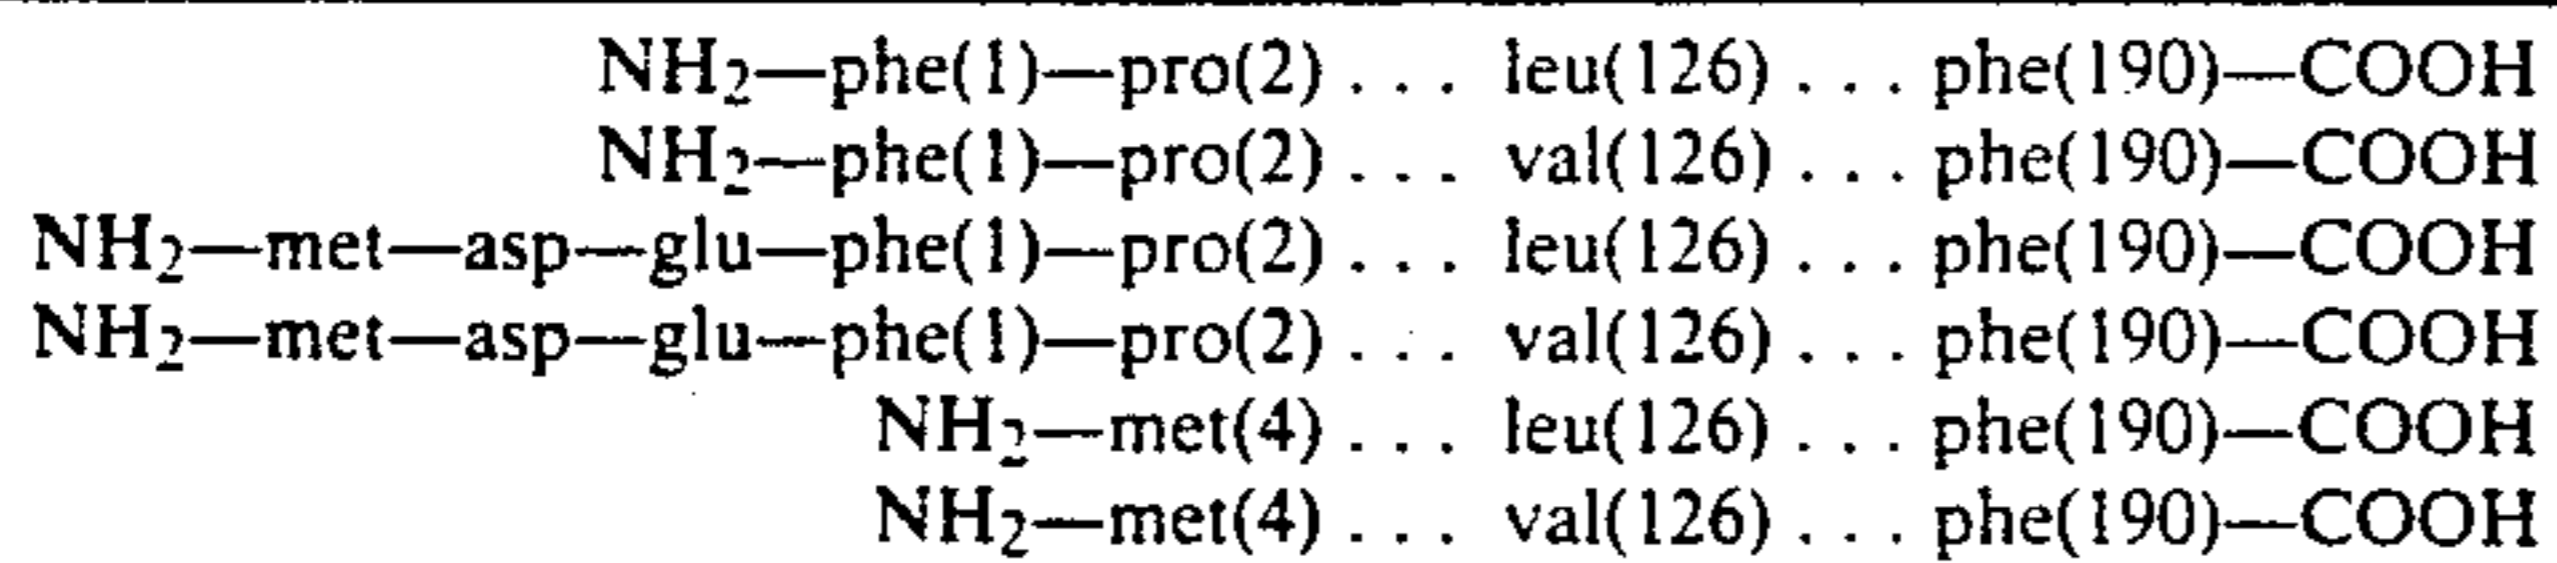 NH₂—phe(1)—pro(2) . . . leu(126) . . . phe(190)—COOH
NH₂—phe(1)—pro(2) . . . val(126) . . . phe(190)—COOH
NH₂—met—asp—glu—phe(1)—pro(2) . . . leu(126) . . . phe(190)—COOH
NH₂—met—asp—glu—phe(1)—pro(2) . . . val(126) . . . phe(190)—COOH
NH₂—met(4) . . . leu(126) . . . phe(190)—COOH
NH₂—met(4) . . . val(126) . . . phe(190)—COOH